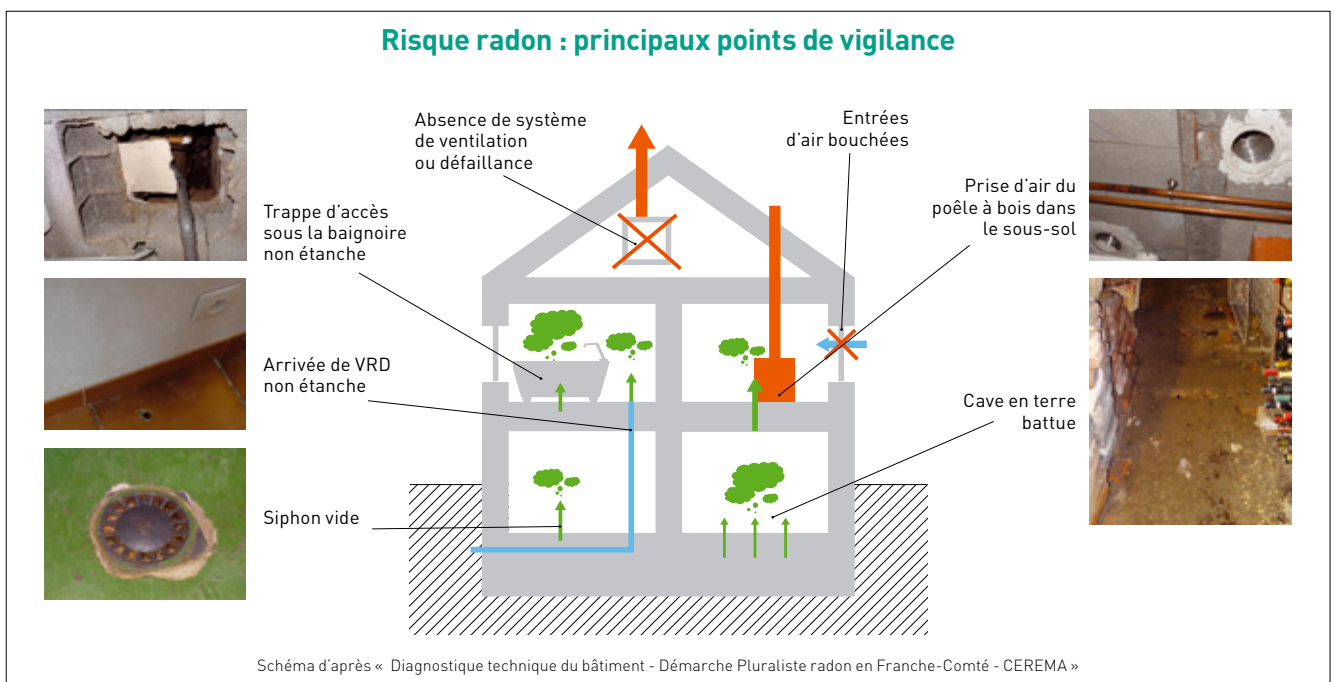 Risque radon : principaux points de vigilance
Absence de système
de ventilation
ou défaillance
Entrées
d'air bouchées
Trappe d'accès
sous la baignoire
non étanche
Prise d'air du
poêle à bois dans
le sous-sol
Arrivée de VRD
non étanche
Cave en terre
battue
Siphon vide
Schéma d'après « Diagnostique technique du bâtiment - Démarche Pluraliste radon en Franche-Comté - CEREMA »